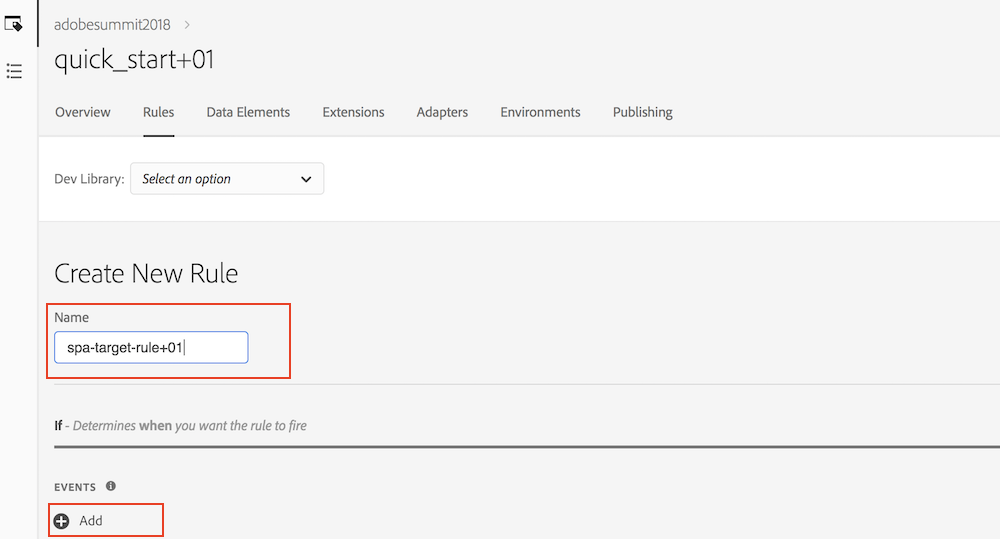 adobesummit2018 >
quick_start+01
Overview Rules Data Elements Extensions Adapters Environments Publishing
Dev Library: Select an option
Create New Rule
Name
spa-target-rule+01
If - Determines when you want the rule to fire
EVENTS
Add